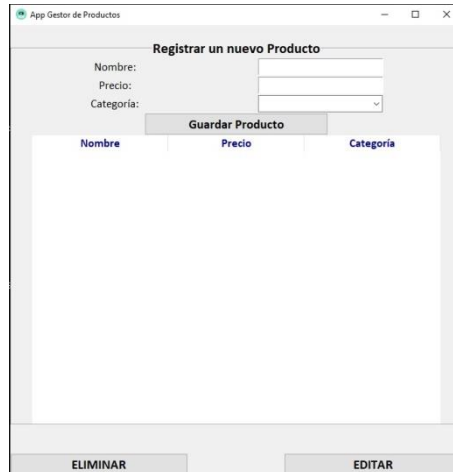 App Gestor de Productos
Registrar un nuevo Producto
Nombre:
Precio:
Categoría:
Guardar Producto
Nombre Precio Categoría
ELIMINAR EDITAR